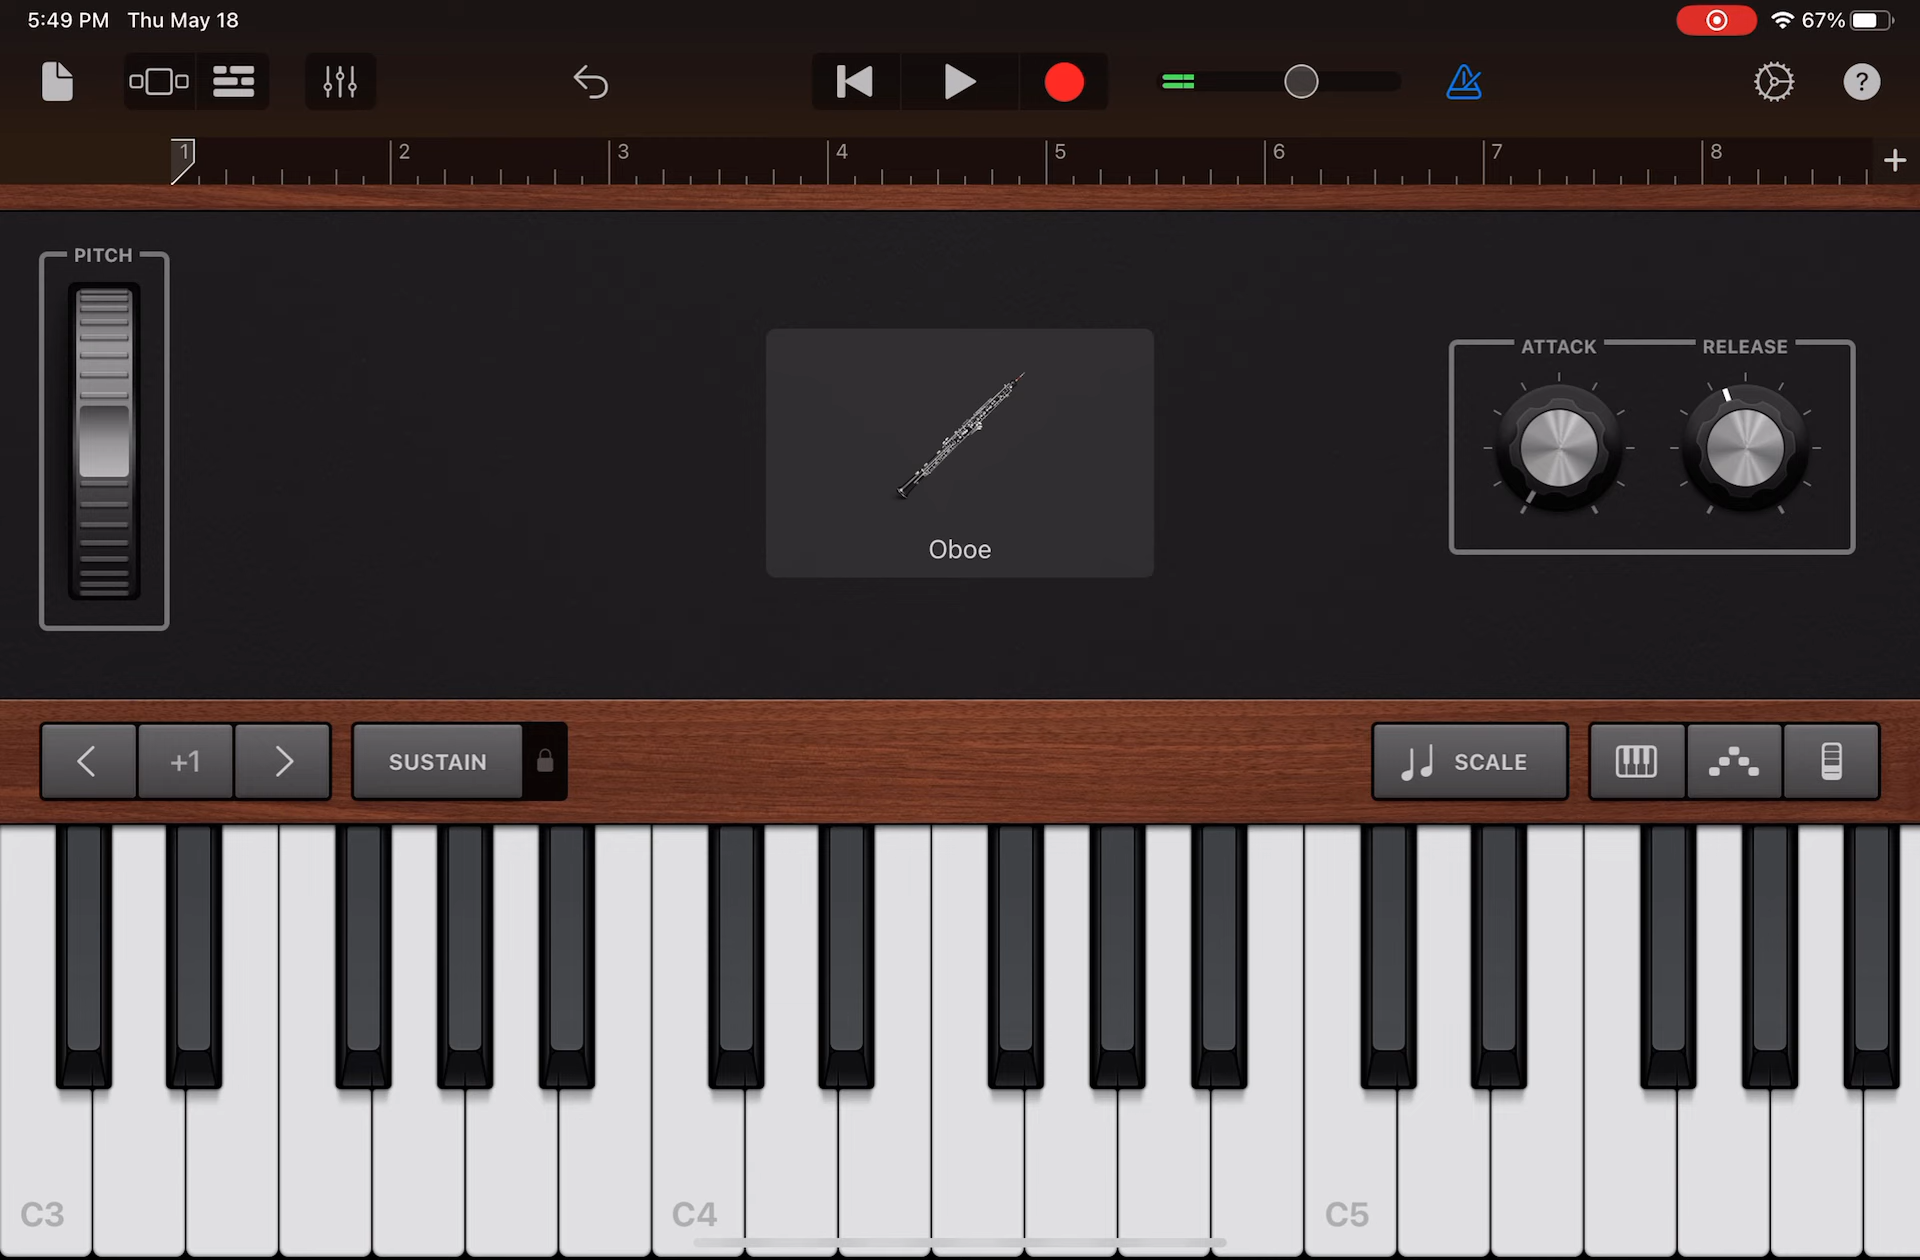 5:49 PM Thu May 18
67%
?
1 2 3 4 5 6 7 8 +
PITCH
ATTACK RELEASE
Oboe
+1 SUSTAIN SCALE
C3 C4 C5